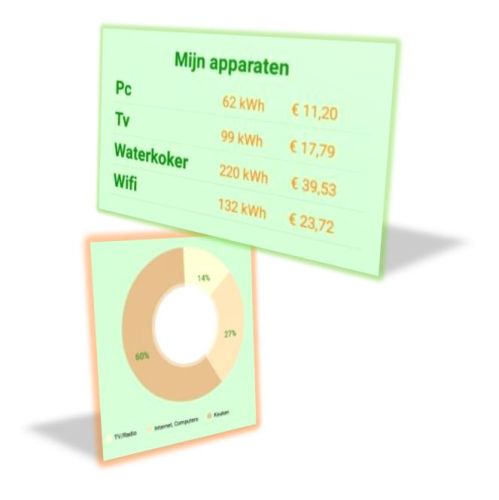 Mijn apparaten
Pc 62 kWh € 11,20
Tv 99 kWh € 17,79
Waterkoker 220 kWh € 39,53
Wifi 132 kWh € 23,72
14%
27%
60%
TV/Radio Internet, Computers Keuken